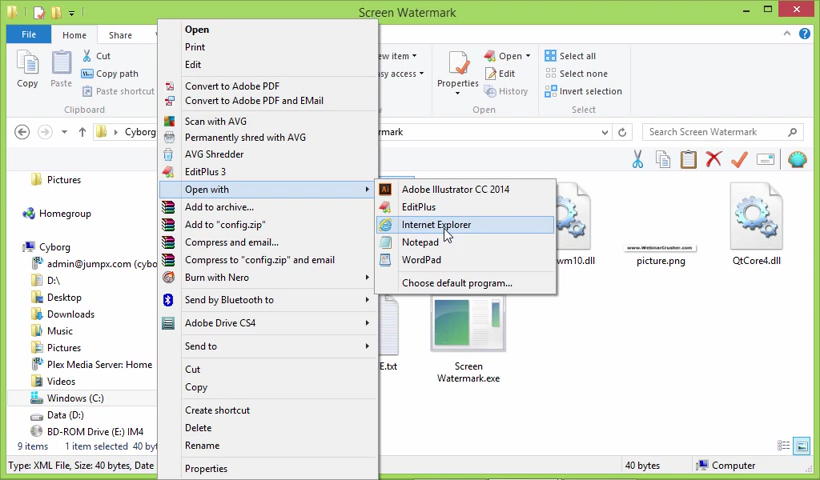 Screen Watermark
File
Home
Share
Copy
Paste
Cut
Copy path
Paste shortcut
Clipboard
Properties
Open
Edit
History
Open
Select all
Select none
Invert selection
Select
Cyborg
Search Screen Watermark
Pictures
Homegroup
Cyborg
admin@jumpx.com (cybo
D:\
Desktop
Downloads
Music
Pictures
Plex Media Server: Home
Videos
Windows (C:)
Data (D:)
BD-ROM Drive (E:) IM4
Open
Print
Edit
Convert to Adobe PDF
Convert to Adobe PDF and EMail
Scan with AVG
Permanently shred with AVG
AVG Shredder
EditPlus 3
Open with
Add to archive...
Add to "config.zip"
Compress and email...
Compress to "config.zip" and email
Burn with Nero
Send by Bluetooth to
Adobe Drive CS4
Send to
Cut
Copy
Create shortcut
Delete
Rename
Properties
Adobe Illustrator CC 2014
EditPlus
Internet Explorer
Notepad
WordPad
Choose default program...
wm10.dll
www.WebinarCrusher.com
picture.png
QtCore4.dll
E.txt
Screen
Watermark.exe
9 items
1 item selected
40 byt
Type: XML File, Size: 40 bytes, Date
40 bytes
Computer